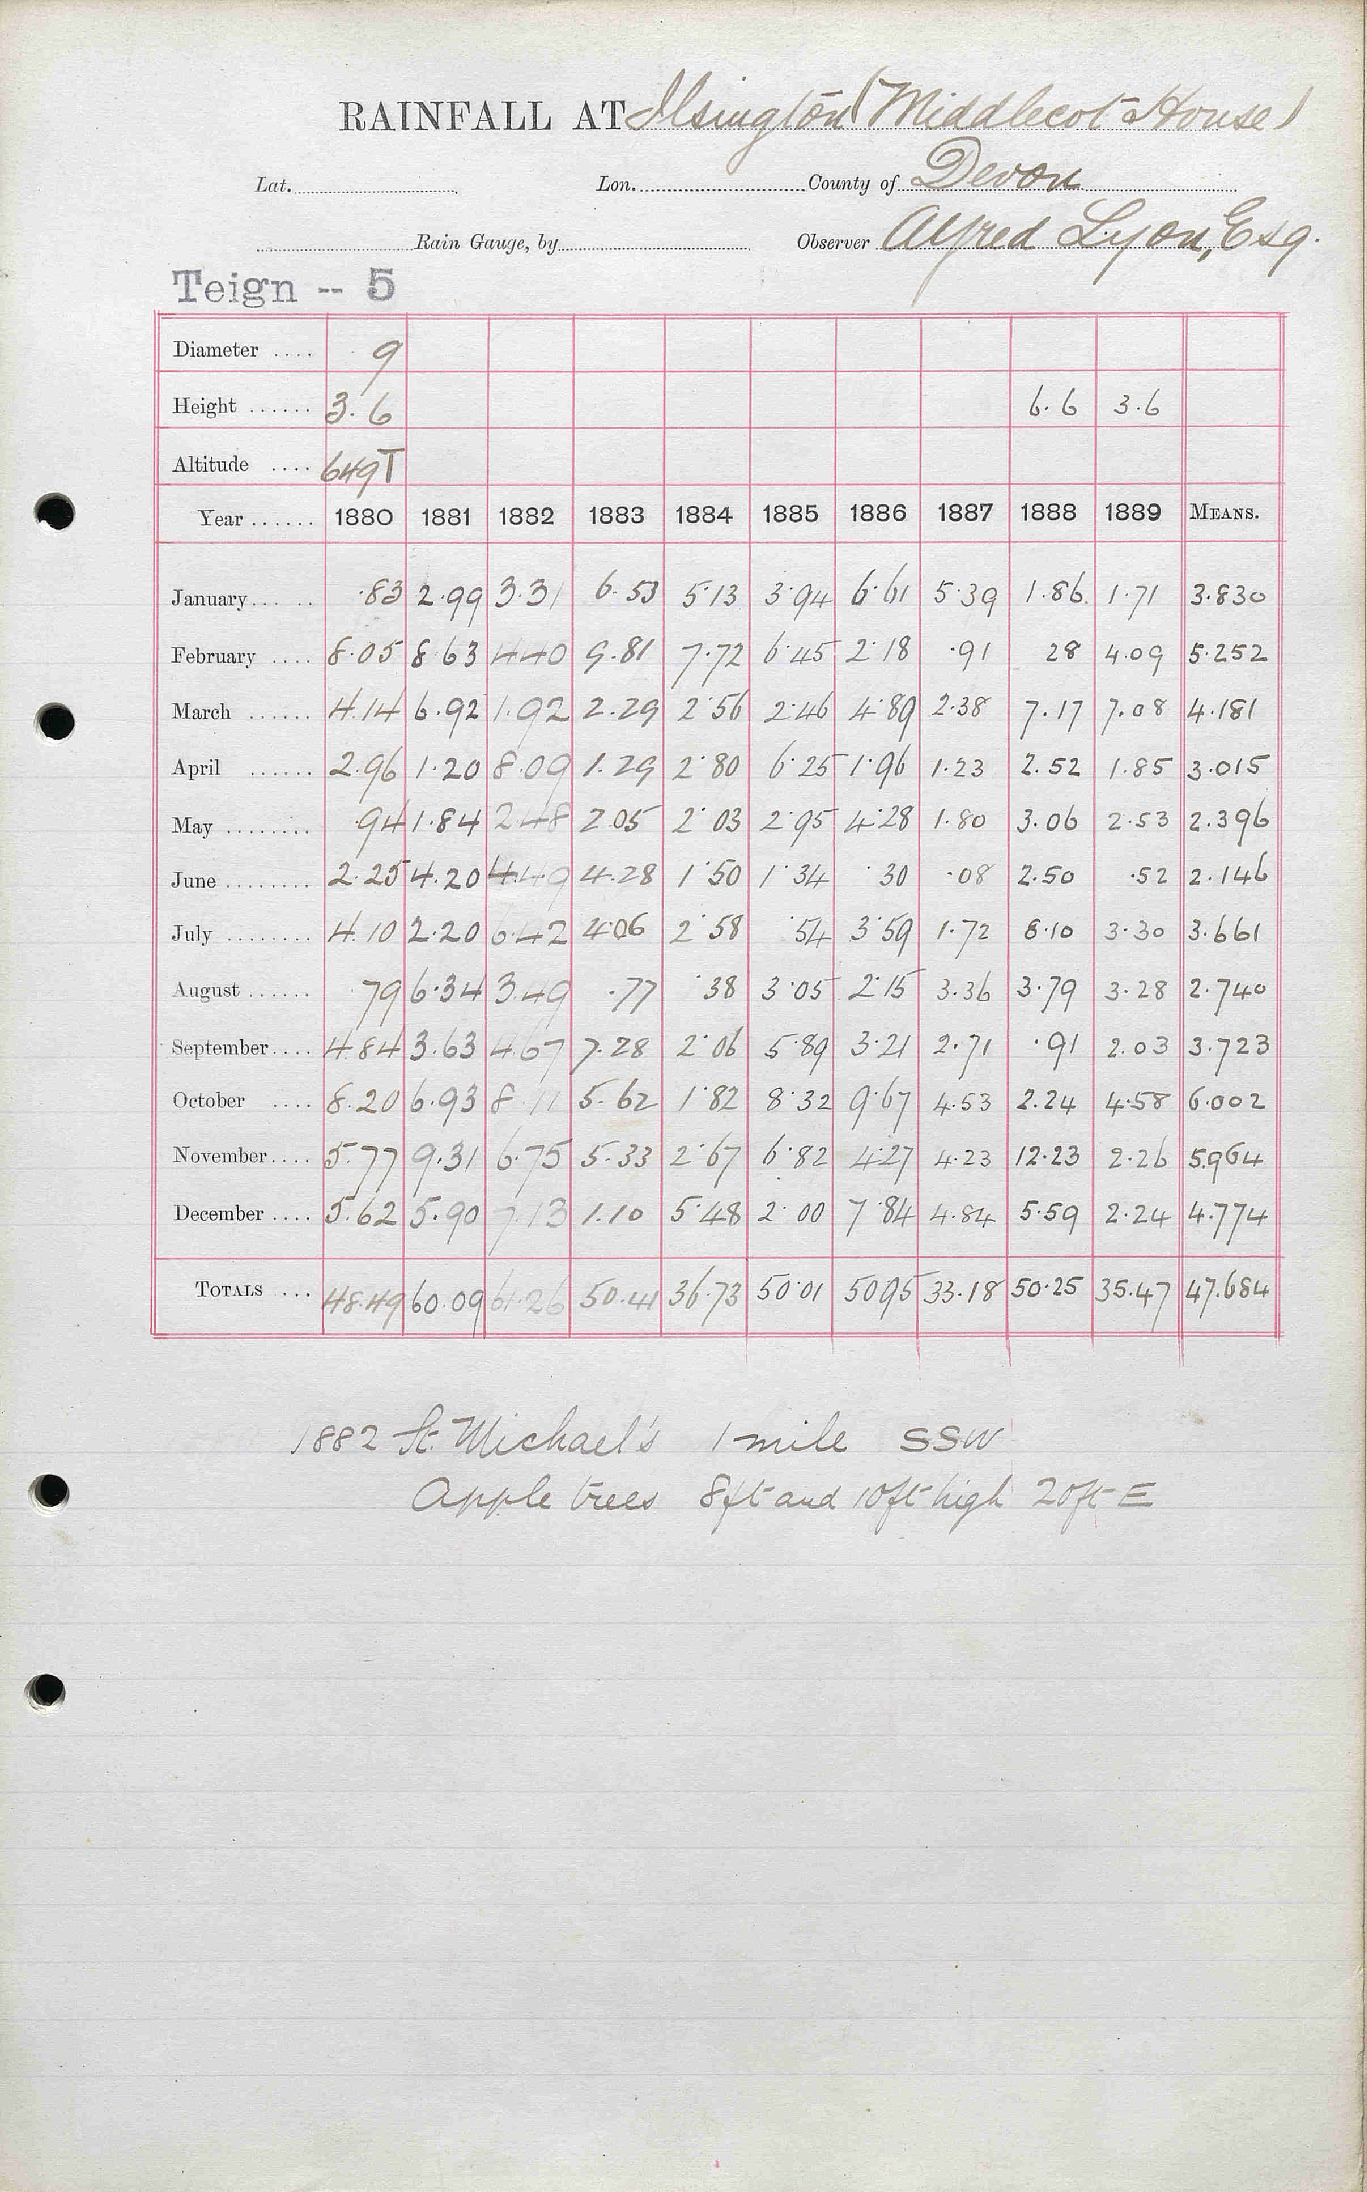 RAINFALL AT Ilsington (Middlecot House)
Lat. Lon. County of Devon
Rain Gauge, by Observer Alfred Lyon, Esq.
Teign -- 5
Diameter .... 9
Height ...... 3.6 6.6 3.6
Altitude .... 649T
Year ...... 1880 1881 1882 1883 1884 1885 1886 1887 1888 1889 MEANS.
January ... .. .83 2.99 3.31 6.53 5.13 3.94 6.61 5.39 1.86 1.71 3.830
February .... 8.05 8.63 4.40 9.81 7.72 6.45 2.18 .91 28 4.09 5.252
March ...... 4.14 6.92 1.92 2.29 2.56 2.46 4.89 2.38 7.17 7.08 4.181
April ...... 2.96 1.20 8.09 1.29 2.80 6.25 1.96 1.23 2.52 1.85 3.015
May ........ .94 1.84 2.48 2.05 2.03 2.95 4.28 1.80 3.06 2.53 2.396
June ........ 2.25 4.20 4.49 4.28 1.50 1.34 .30 .08 2.50 .52 2.146
July ........ 4.10 2.20 6.42 4.06 2.58 .54 3.59 1.72 8.10 3.30 3.661
August ...... .79 6.34 3.49 .77 .38 3.05 2.15 3.36 3.79 3.28 2.740
September .... 4.84 3.63 4.67 7.28 2.06 5.89 3.21 2.71 .91 2.03 3.723
October .... 8.20 6.93 8.11 5.62 1.82 8.32 9.67 4.53 2.24 4.58 6.002
November .... 5.77 9.31 6.75 5.33 2.67 6.82 4.27 4.23 12.23 2.26 5.964
December .... 5.62 5.90 7.13 1.10 5.48 2.00 7.84 4.84 5.59 2.24 4.774
TOTALS ... 48.49 60.09 61.26 50.41 36.73 50.01 50.95 33.18 50.25 35.47 47.684
1882 St. Michael's 1 mile SSW
Apple trees 8ft and 10ft high 20ft E